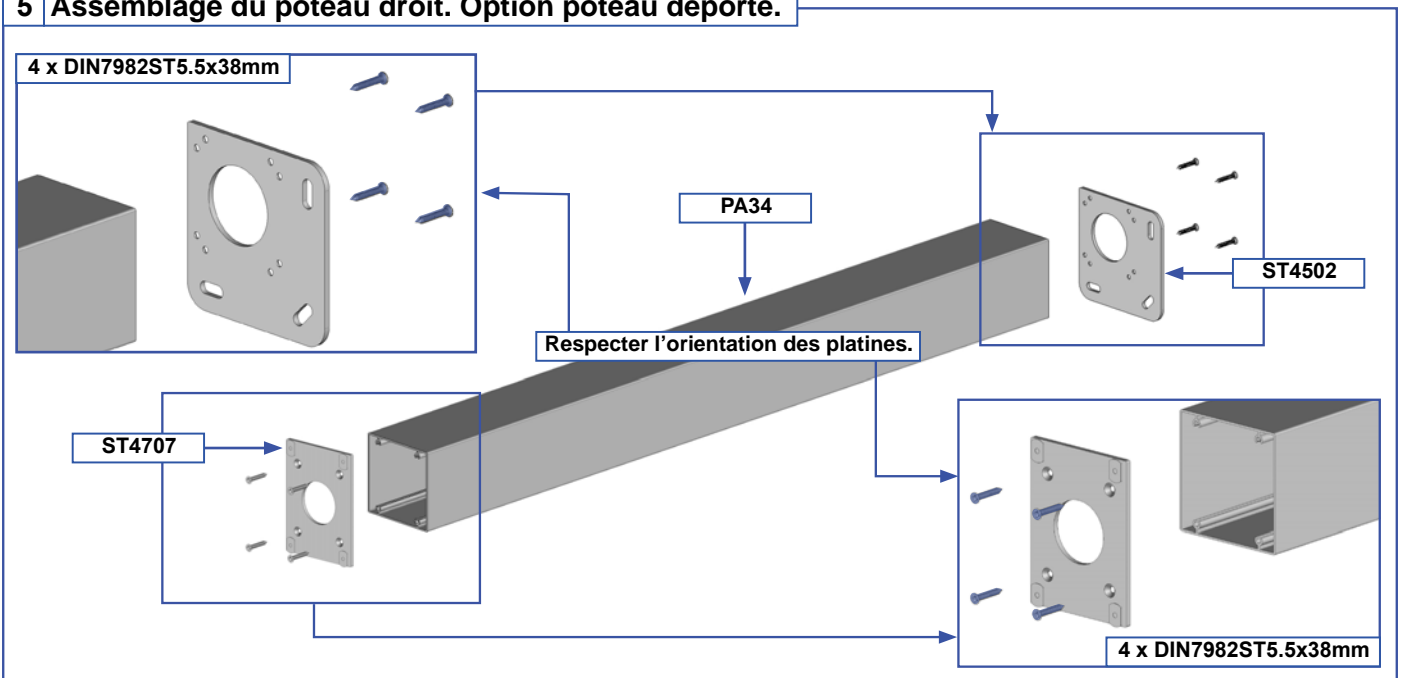 5 Assemblage du poteau droit. Option poteau déporté.
4 x DIN7982ST5.5x38mm
PA34
ST4502
Respecter l’orientation des platines.
ST4707
4 x DIN7982ST5.5x38mm